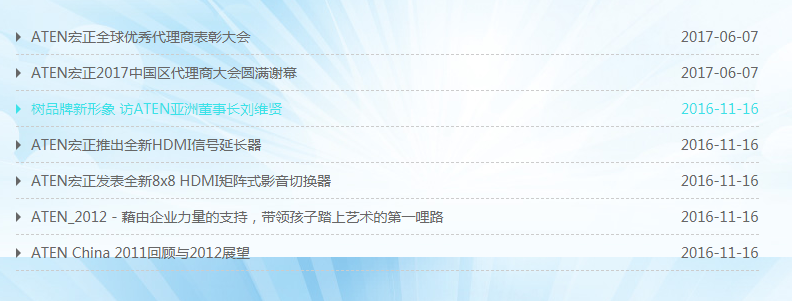 ATEN宏正全球优秀代理商表彰大会 2017-06-07
ATEN宏正2017中国区代理商大会圆满谢幕 2017-06-07
树品牌新形象 访ATEN亚洲董事长刘维贤 2016-11-16
ATEN宏正推出全新HDMI信号延长器 2016-11-16
ATEN宏正发表全新8x8 HDMI矩阵式影音切换器 2016-11-16
ATEN_2012 - 藉由企业力量的支持，带领孩子踏上艺术的第一哩路 2016-11-16
ATEN China 2011回顾与2012展望 2016-11-16